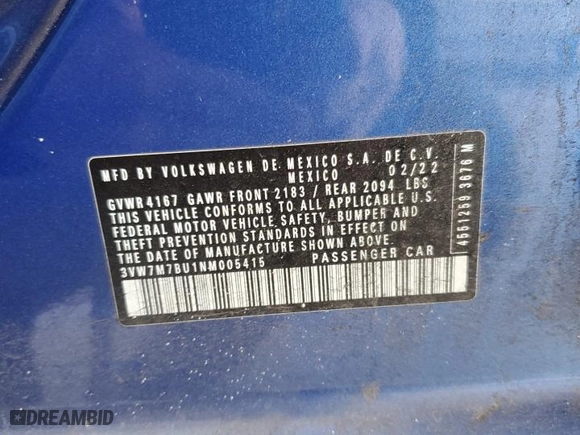 MFD BY VOLKSWAGEN DE MEXICO S.A. DE C.V.
MEXICO 02/22
GVWR 4167 GAWR FRONT 2183 / REAR 2094 LBS
THIS VEHICLE CONFORMS TO ALL APPLICABLE U.S.
FEDERAL MOTOR VEHICLE SAFETY, BUMPER AND
THEFT PREVENTION STANDARDS IN EFFECT ON
THE DATE OF MANUFACTURE SHOWN ABOVE.
3VW7M7BU1NM005415 PASSENGER CAR
4551259 3676 M
DREAMBID